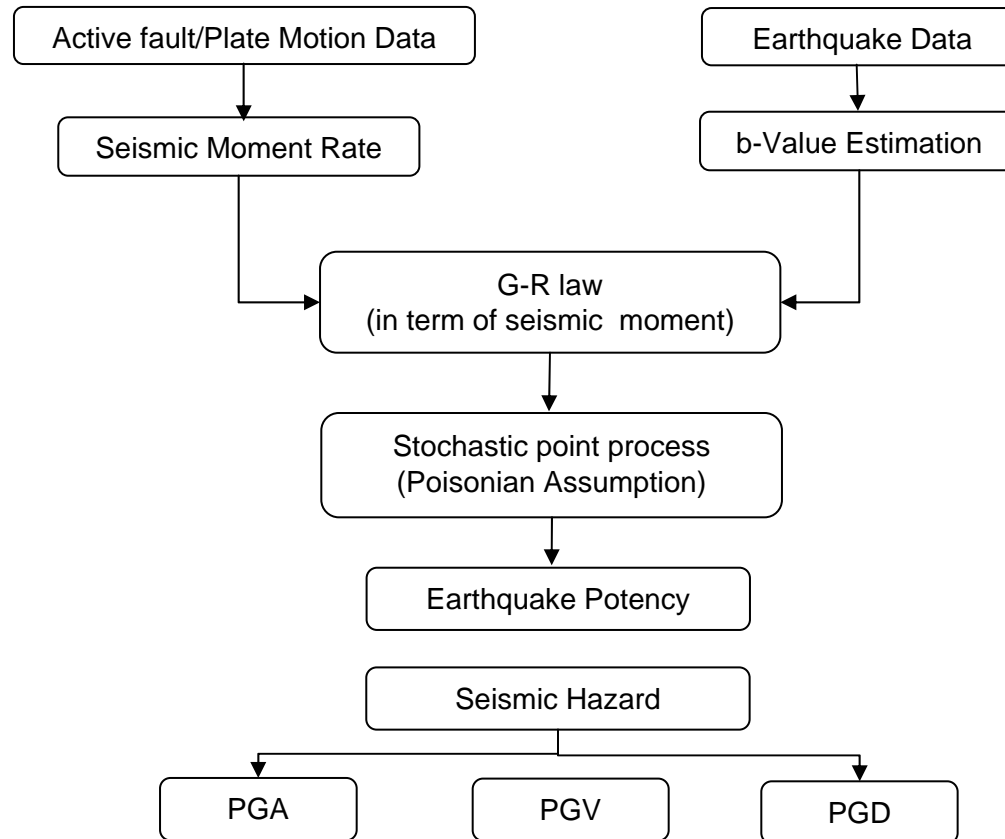 Active fault/Plate Motion Data
Earthquake Data
Seismic Moment Rate
b-Value Estimation
G-R law
(in term of seismic moment)
Stochastic point process
(Poisonian Assumption)
Earthquake Potency
Seismic Hazard
PGA
PGV
PGD